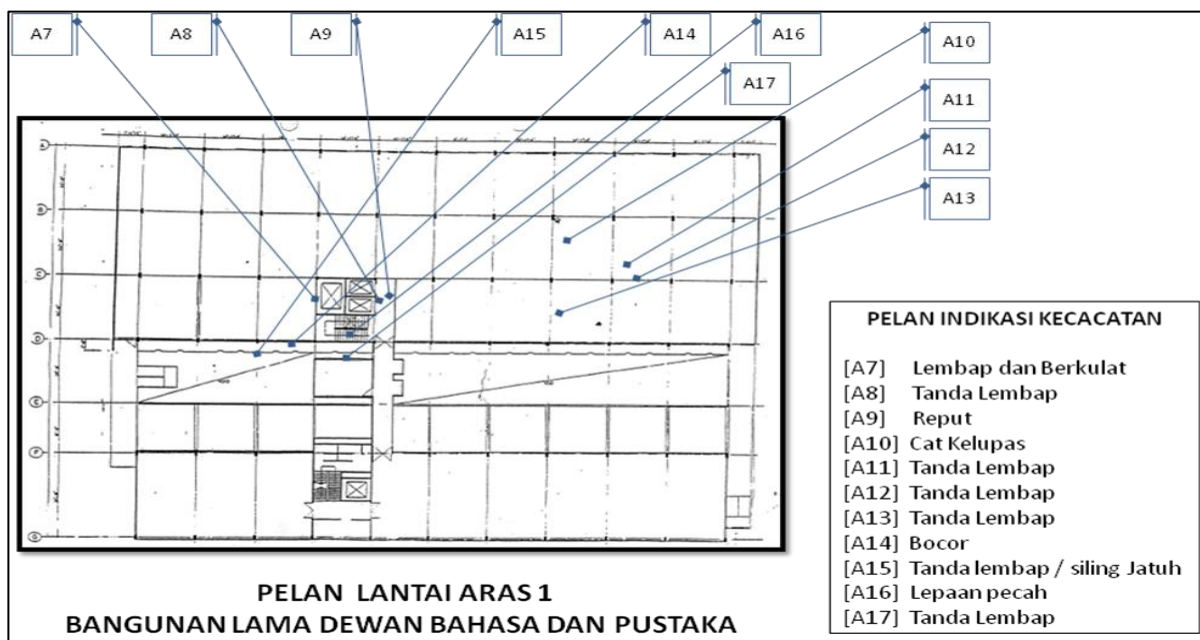 A7
A8
A9
A15
A14
A16
A10
A17
A11
A12
A13
PELAN INDIKASI KECACATAN
[A7] Lembap dan Berkulat
[A8] Tanda Lembap
[A9] Reput
[A10] Cat Kelupas
[A11] Tanda Lembap
[A12] Tanda Lembap
[A13] Tanda Lembap
[A14] Bocor
[A15] Tanda lembap / siling Jatuh
[A16] Lepaan pecah
[A17] Tanda Lembap
PELAN LANTAI ARAS 1
BANGUNAN LAMA DEWAN BAHASA DAN PUSTAKA